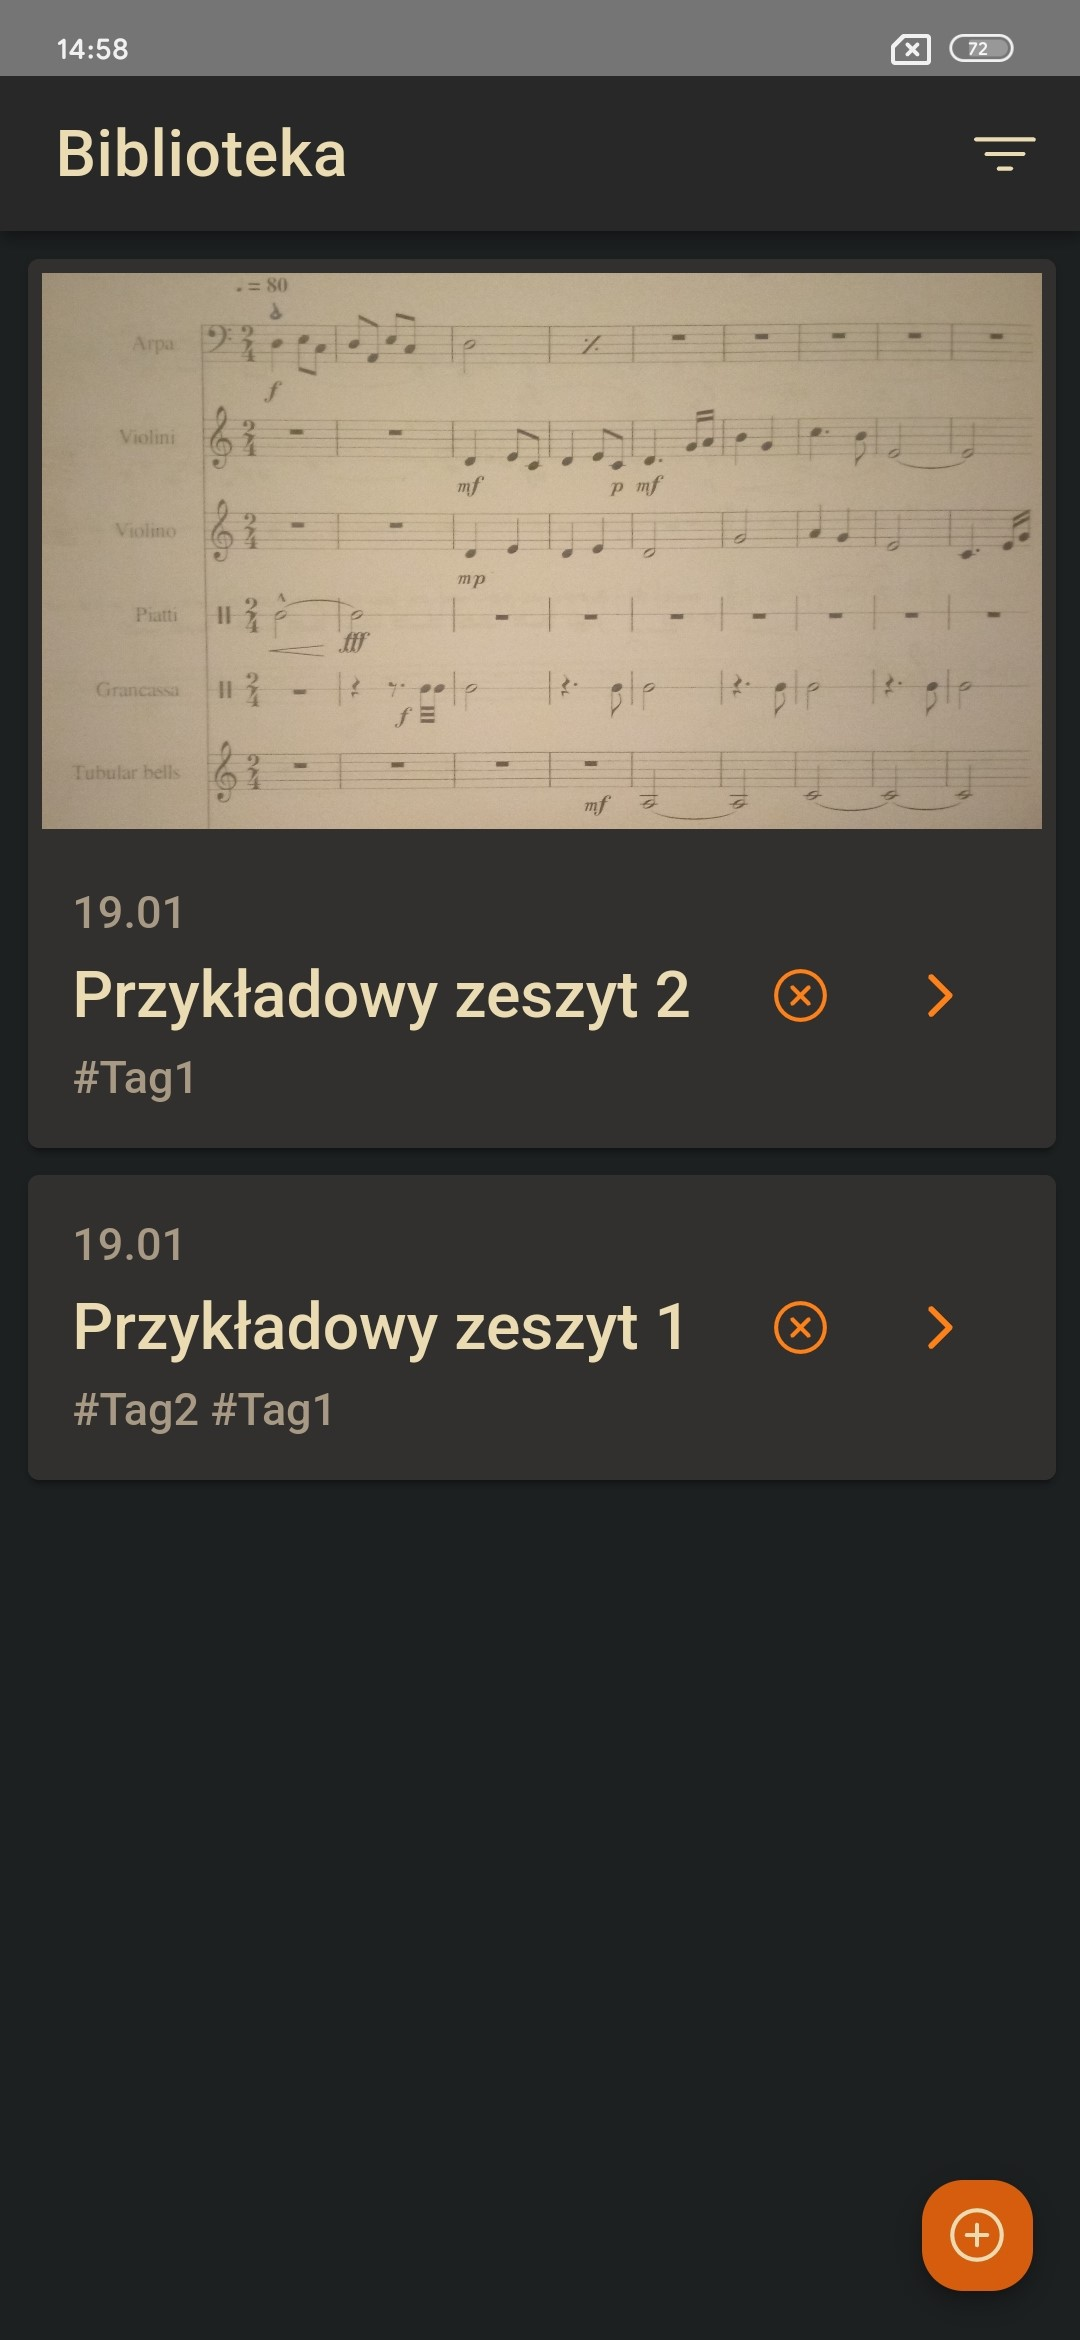 14:58
72
Biblioteka
= 80
Arpa
f
Violini
mf p mf
Violino
mp
Piatti
fff
Grancassa
f
Tubular bells
mf
19.01
Przykładowy zeszyt 2
#Tag1
19.01
Przykładowy zeszyt 1
#Tag2 #Tag1